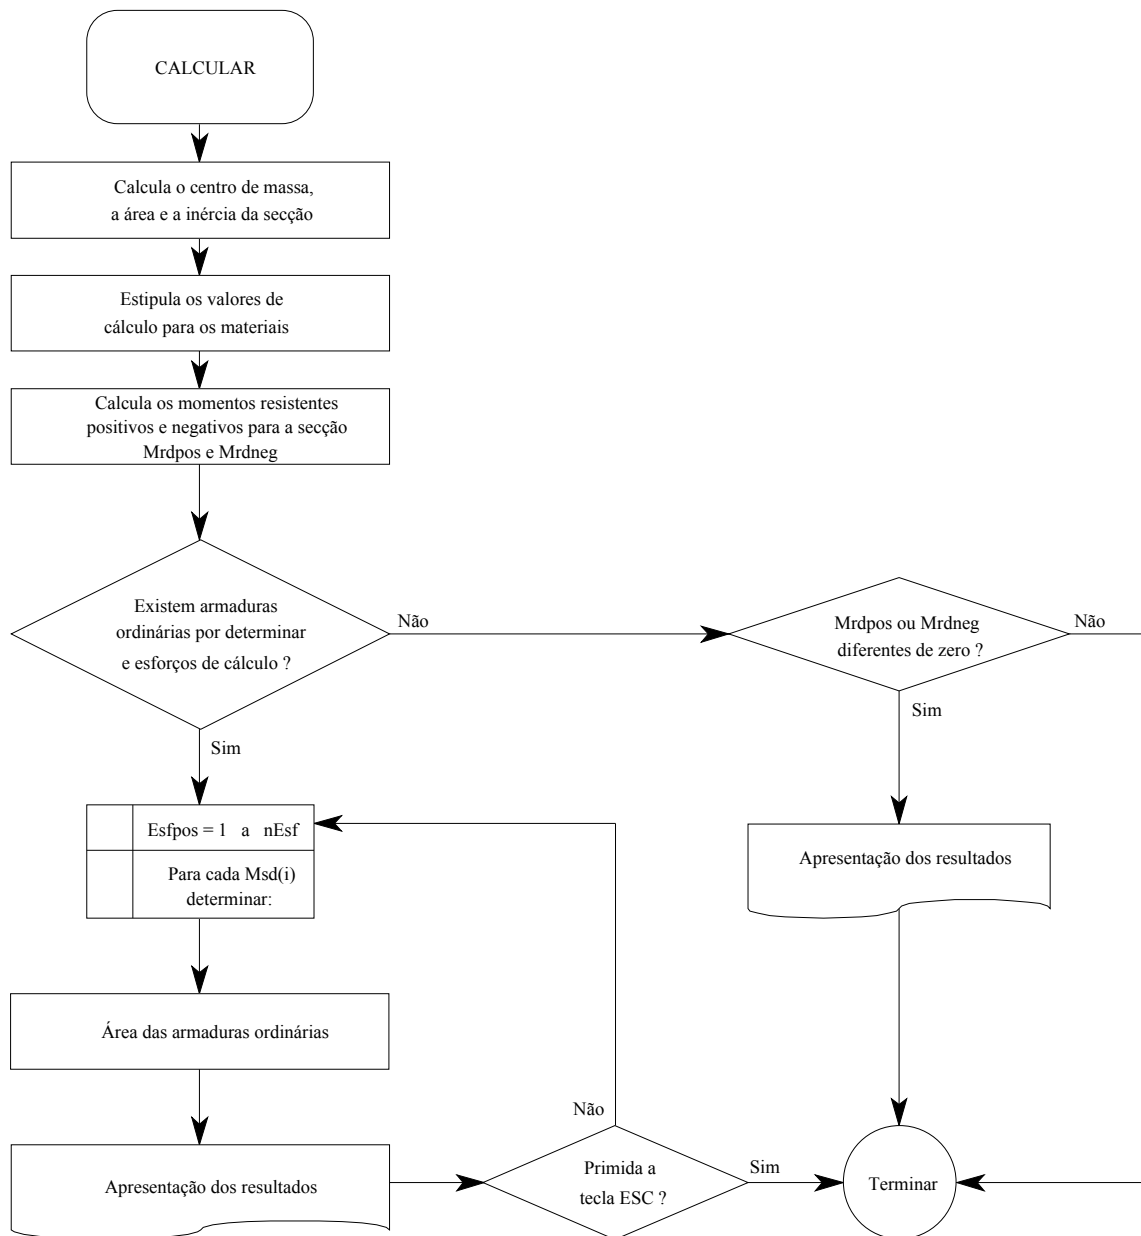 CALCULAR
Calcula o centro de massa,
a área e a inércia da secção
Estipula os valores de
cálculo para os materiais
Calcula os momentos resistentes
positivos e negativos para a secção
Mrdpos e Mrdneg
Existem armaduras
ordinárias por determinar
e esforços de cálculo ?
Não
Sim
Mrdpos ou Mrdneg
diferentes de zero ?
Não
Sim
Esfpos = 1 a nEsf
Para cada Msd(i)
determinar:
Apresentação dos resultados
Área das armaduras ordinárias
Apresentação dos resultados
Não
Primida a
tecla ESC ?
Sim
Terminar